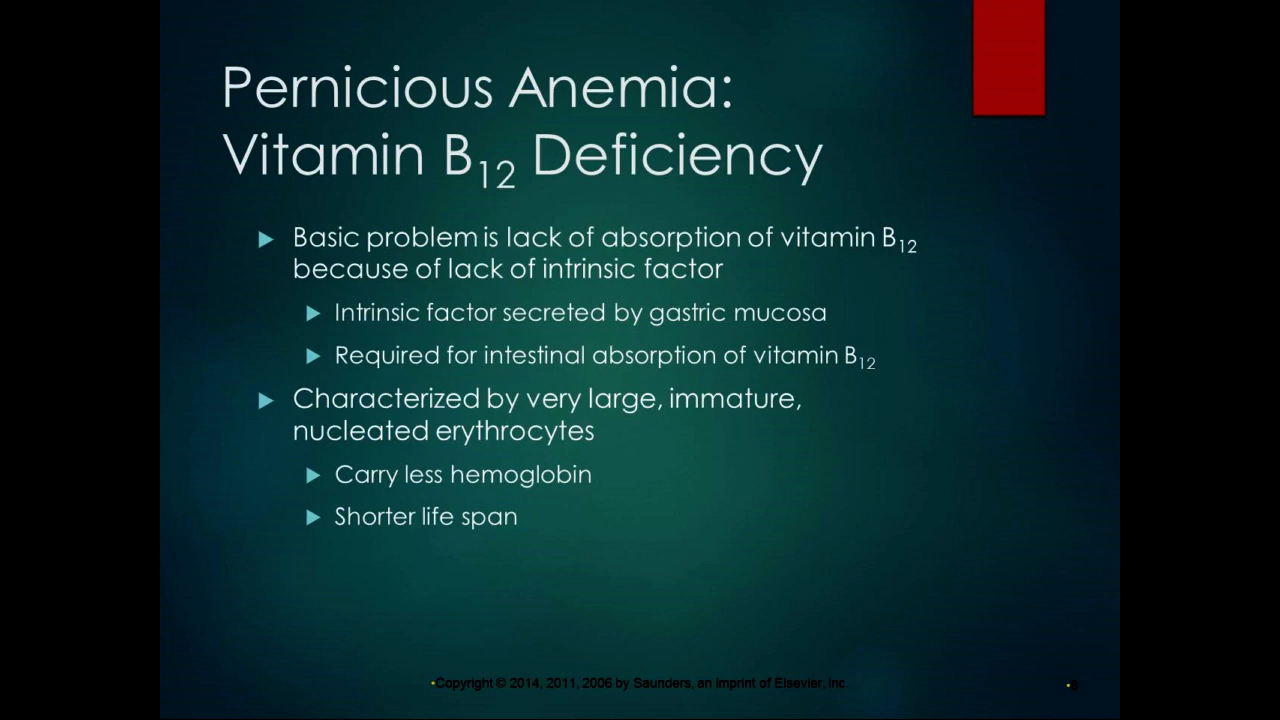 Pernicious Anemia:
Vitamin B12 Deficiency
Basic problem is lack of absorption of vitamin B12
because of lack of intrinsic factor
Intrinsic factor secreted by gastric mucosa
Required for intestinal absorption of vitamin B12
Characterized by very large, immature,
nucleated erythrocytes
Carry less hemoglobin
Shorter life span
•Copyright © 2014, 2011, 2006 by Saunders, an imprint of Elsevier, Inc.